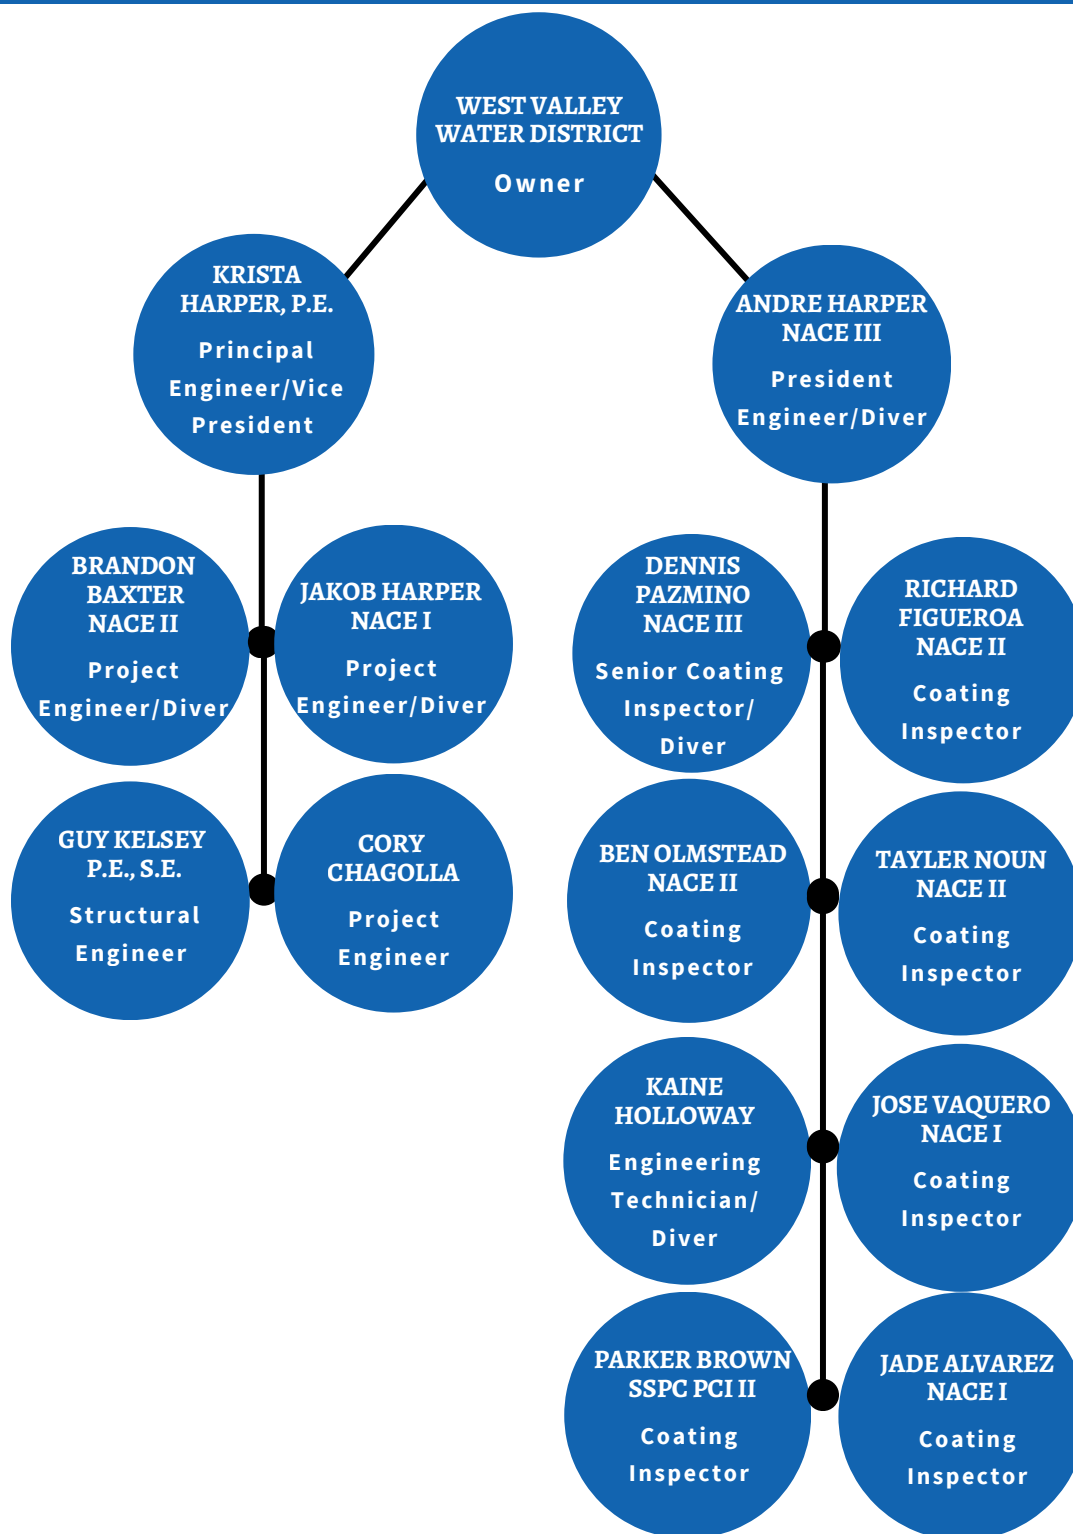 WEST VALLEY
WATER DISTRICT
Owner
KRISTA
HARPER, P.E.
Principal
Engineer/Vice
President
ANDRE HARPER
NACE III
President
Engineer/Diver
BRANDON
BAXTER
NACE II
Project
Engineer/Diver
JAKOB HARPER
NACE I
Project
Engineer/Diver
GUY KELSEY
P.E., S.E.
Structural
Engineer
CORY
CHAGOLLA
Project
Engineer
DENNIS
PAZMINO
NACE III
Senior Coating
Inspector/
Diver
RICHARD
FIGUEROA
NACE II
Coating
Inspector
BEN OLMSTEAD
NACE II
Coating
Inspector
TAYLER NOUN
NACE II
Coating
Inspector
KAINE
HOLLOWAY
Engineering
Technician/
Diver
JOSE VAQUERO
NACE I
Coating
Inspector
PARKER BROWN
SSPC PCI II
Coating
Inspector
JADE ALVAREZ
NACE I
Coating
Inspector